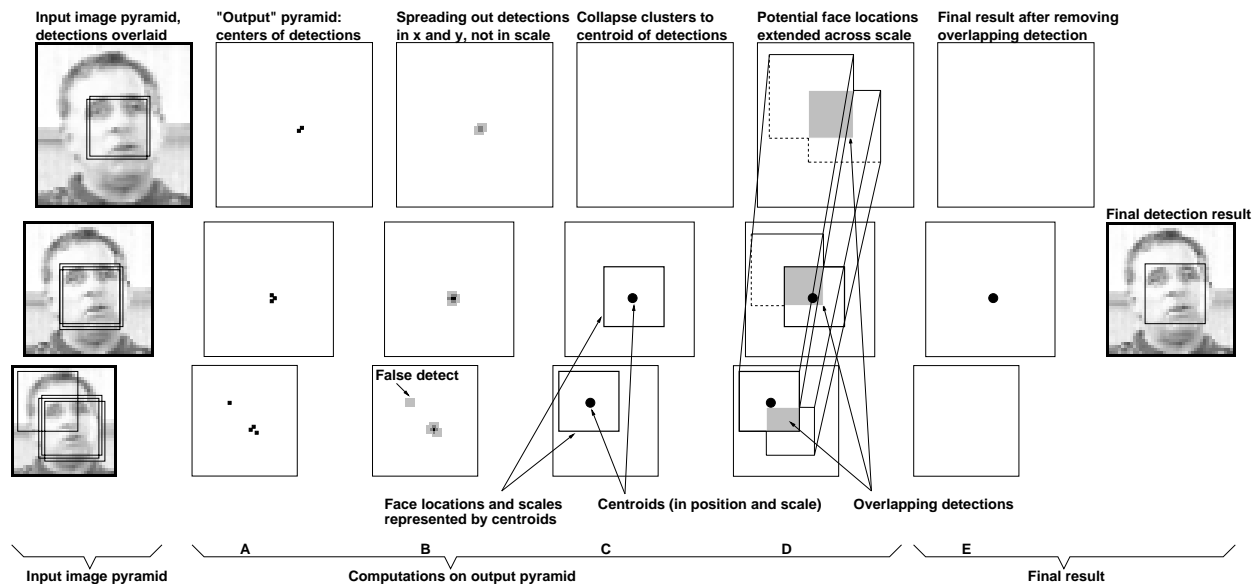 Input image pyramid,
detections overlaid
"Output" pyramid:
centers of detections
Spreading out detections
in x and y, not in scale
Collapse clusters to
centroid of detections
Potential face locations
extended across scale
Final result after removing
overlapping detection
Final detection result
False detect
Face locations and scales
represented by centroids
Centroids (in position and scale)
Overlapping detections
A
B
C
D
E
Input image pyramid
Computations on output pyramid
Final result